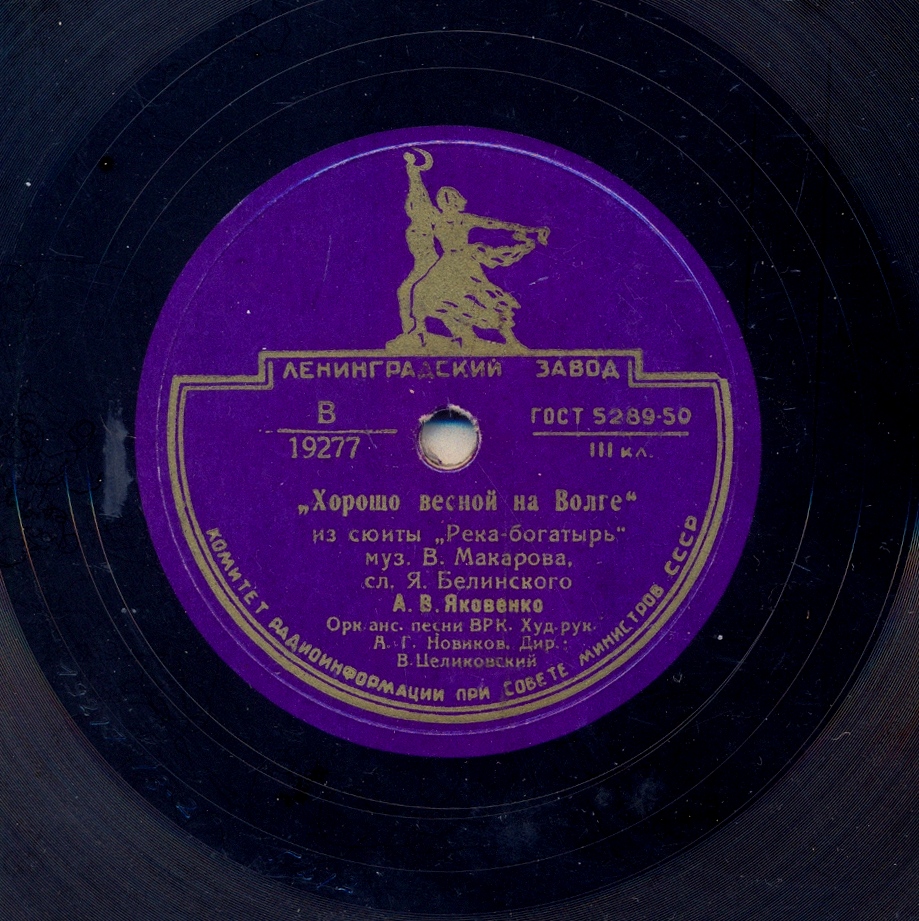 ЛЕНИНГРАДСКИЙ ЗАВОД
В
19277
ГОСТ 5289-50
III кл.
„Хорошо весной на Волге“
из сюиты „Река-богатырь“
муз. В. Макарова,
сл. Я. Белинского
А. В. Яковенко
Орк. анс. песни ВРК. Худ. рук.
А. Г. Новиков. Дир.:
В. Целиковский
КОМИТЕТ РАДИОИНФОРМАЦИИ ПРИ СОВЕТЕ МИНИСТРОВ СССР